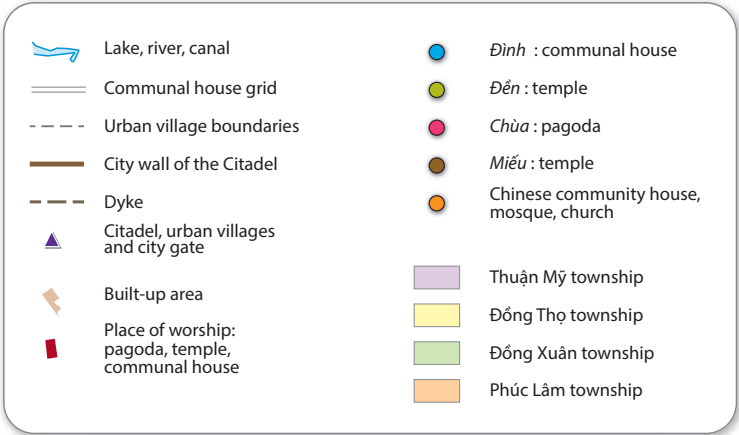 Lake, river, canal
Communal house grid
Urban village boundaries
City wall of the Citadel
Dyke
Citadel, urban villages
and city gate
Built-up area
Place of worship:
pagoda, temple,
communal house
Đình : communal house
Đền : temple
Chùa : pagoda
Miếu : temple
Chinese community house,
mosque, church
Thuận Mỹ township
Đồng Thọ township
Đồng Xuân township
Phúc Lâm township